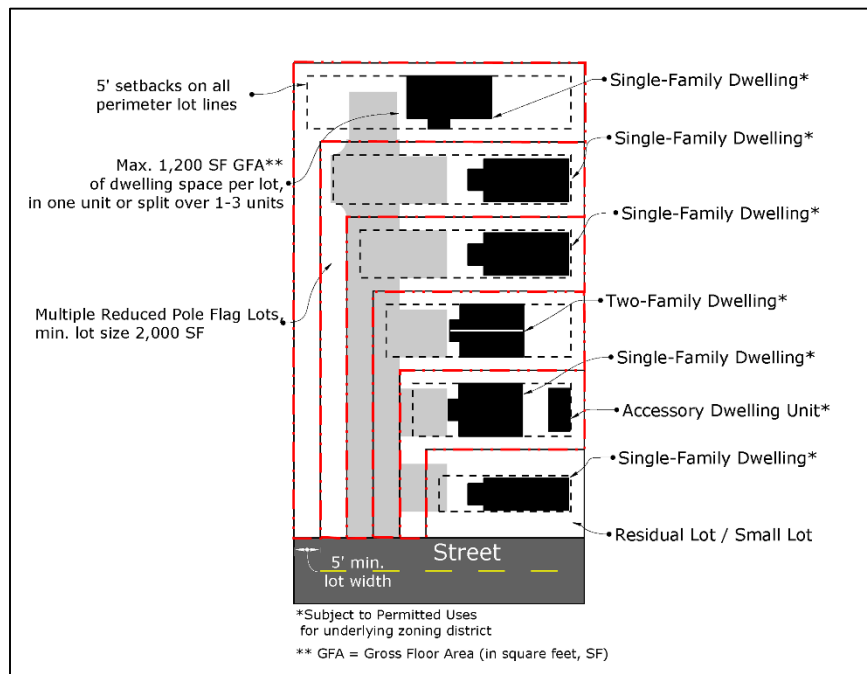 5' setbacks on all
perimeter lot lines
Single-Family Dwelling*
Single-Family Dwelling*
Max. 1,200 SF GFA**
of dwelling space per lot,
in one unit or split over 1-3 units
Single-Family Dwelling*
Multiple Reduced Pole Flag Lots,
min. lot size 2,000 SF
Two-Family Dwelling*
Single-Family Dwelling*
Accessory Dwelling Unit*
Single-Family Dwelling*
Residual Lot / Small Lot
Street
5' min.
lot width
*Subject to Permitted Uses
for underlying zoning district
** GFA = Gross Floor Area (in square feet, SF)